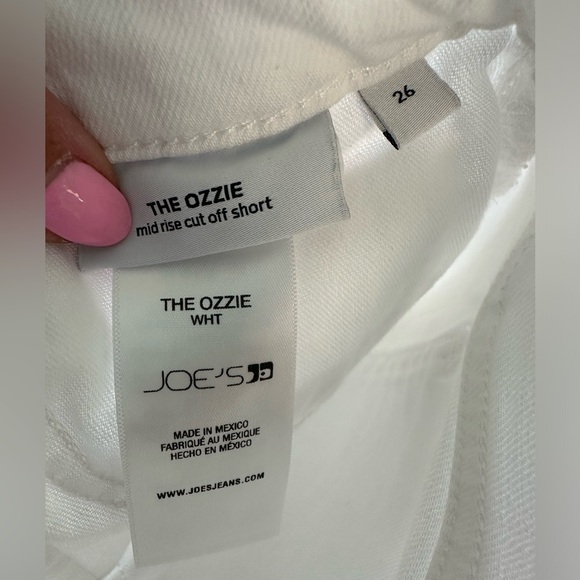 26
THE OZZIE
mid rise cut off short
THE OZZIE
WHT
JOE'S
MADE IN MEXICO
FABRIQUÉ AU MEXIQUE
HECHO EN MÉXICO
WWW.JOESJEANS.COM